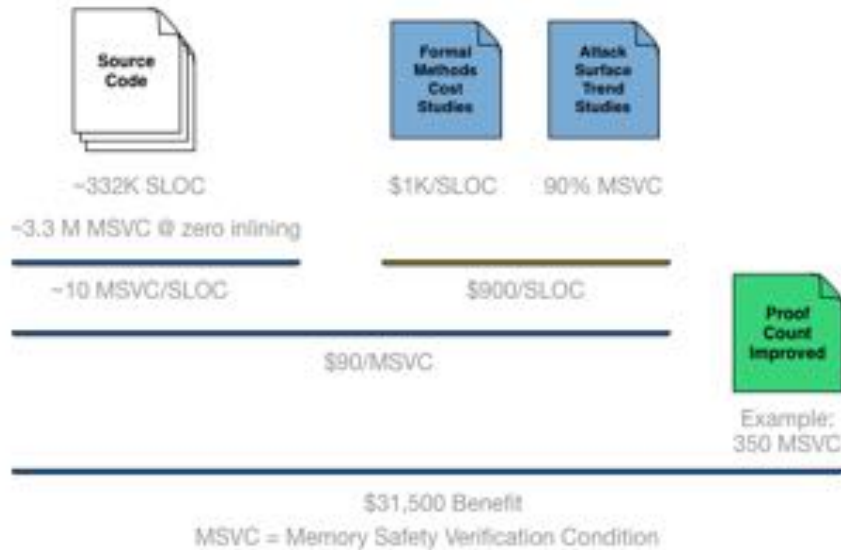 Source
Code
Formal
Methods
Cost
Studies
Attack
Surface
Trend
Studies
~332K SLOC
$1K/SLOC
90% MSVC
~3.3 M MSVC @ zero inlining
~10 MSVC/SLOC
$900/SLOC
Proof
Count
Improved
$90/MSVC
Example:
350 MSVC
$31,500 Benefit
MSVC = Memory Safety Verification Condition